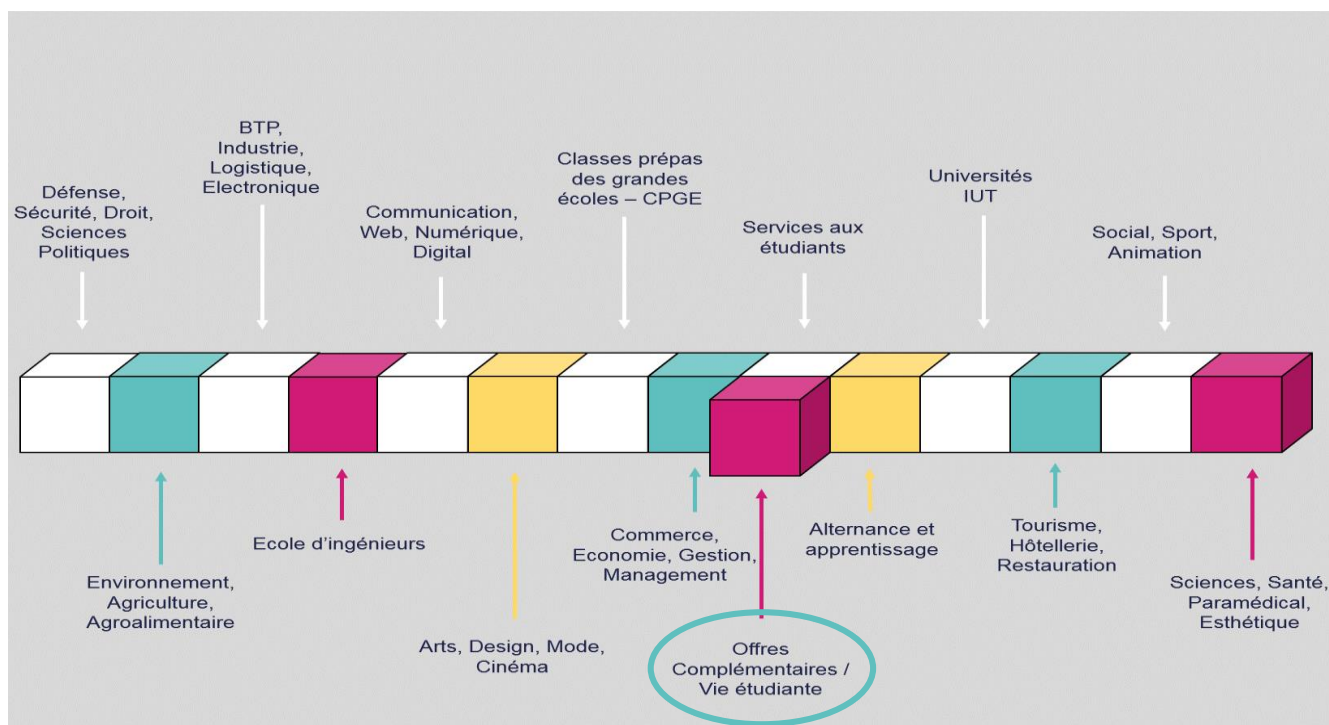 Défense,
Sécurité, Droit,
Sciences
Politiques
BTP,
Industrie,
Logistique,
Electronique
Communication,
Web, Numérique,
Digital
Classes prépas
des grandes
écoles – CPGE
Services aux
étudiants
Universités
IUT
Social, Sport,
Animation
Environnement,
Agriculture,
Agroalimentaire
Ecole d'ingénieurs
Arts, Design, Mode,
Cinéma
Commerce,
Economie, Gestion,
Management
Offres
Complémentaires /
Vie étudiante
Alternance et
apprentissage
Tourisme,
Hôtellerie,
Restauration
Sciences, Santé,
Paramédical,
Esthétique